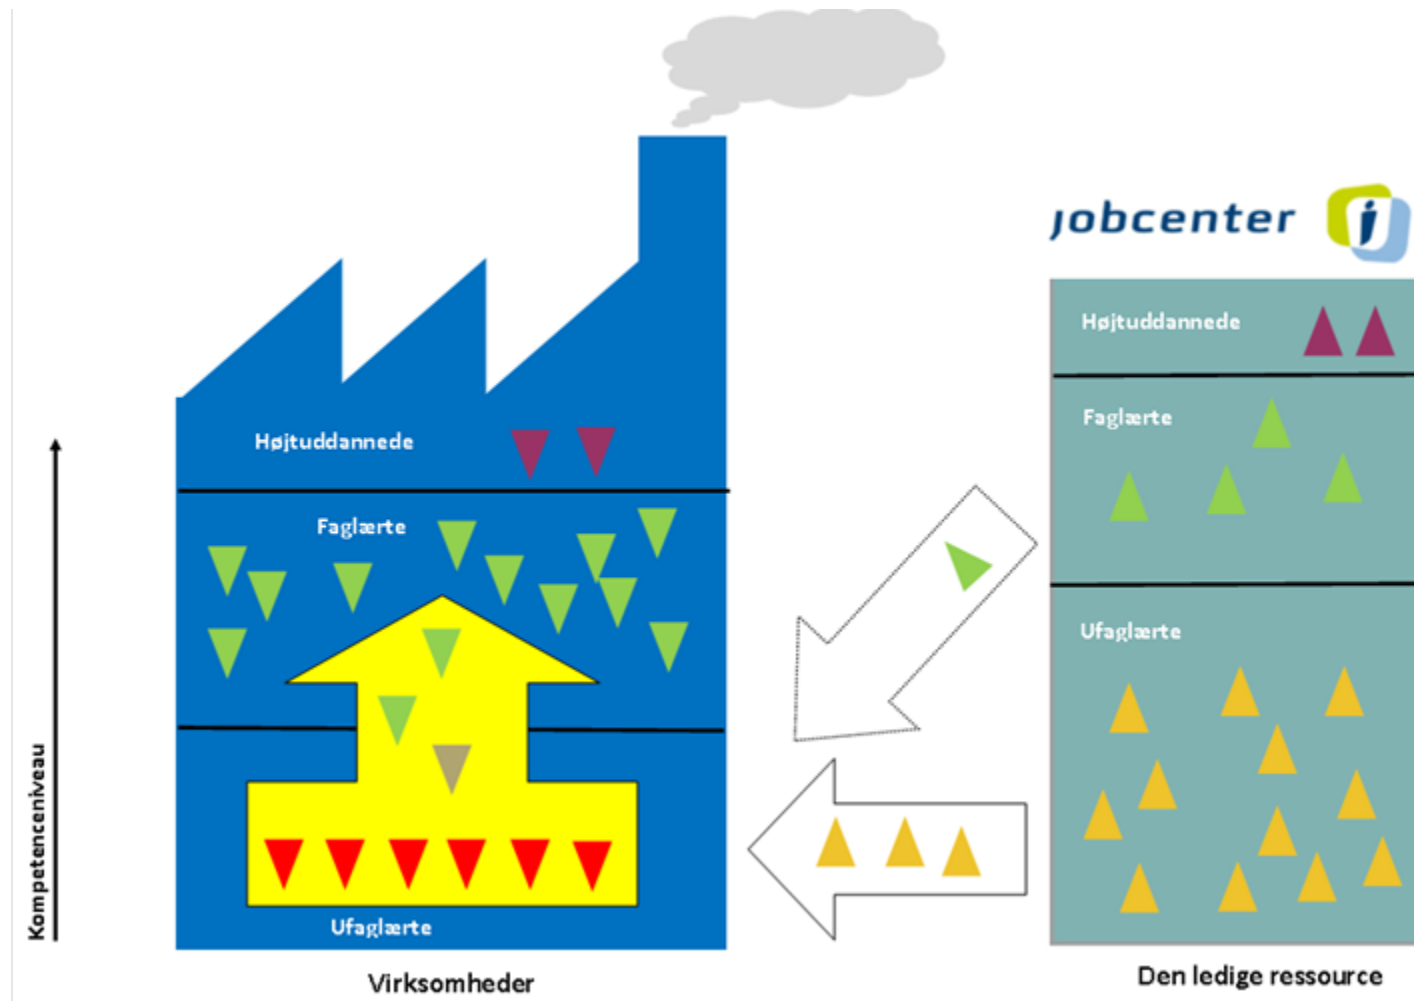 jobcenter
Højtuddannede
Faglærte
Ufaglærte
Den ledige ressource
Højtuddannede
Faglærte
Ufaglærte
Virksomheder
Kompetenceniveau